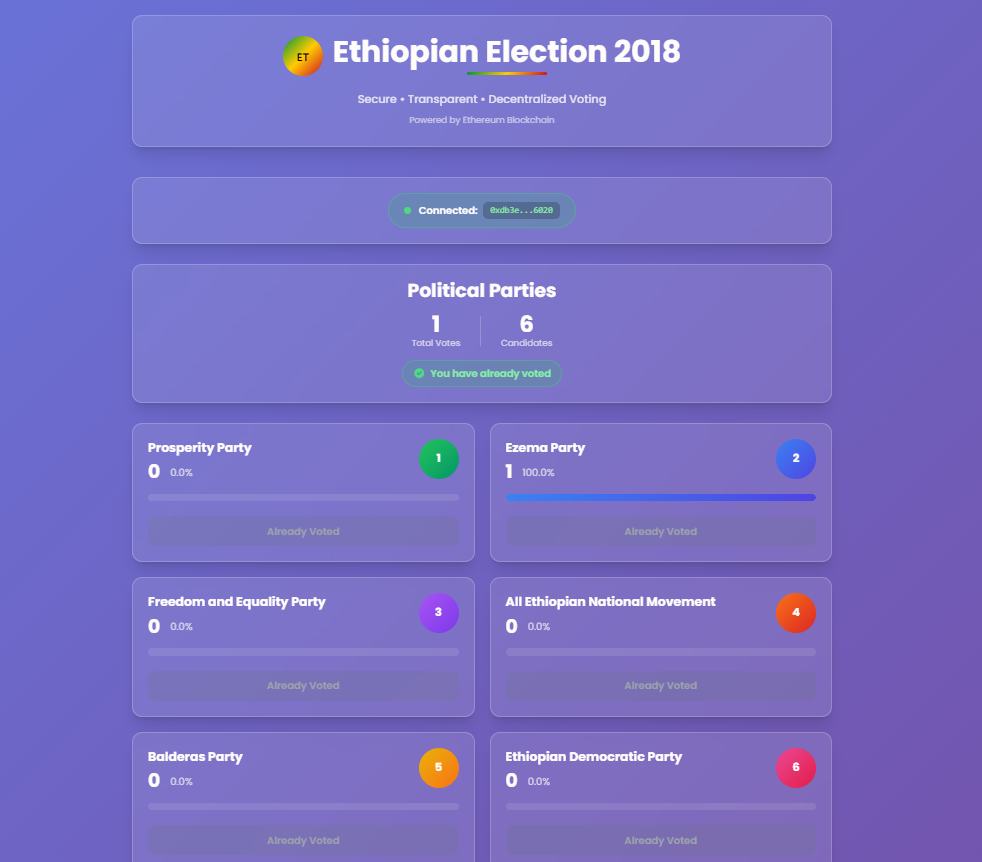 ET
Ethiopian Election 2018
Secure • Transparent • Decentralized Voting
Powered by Ethereum Blockchain
Connected: 0xdb3e...6020
Political Parties
1 6
Total Votes Candidates
You have already voted
Prosperity Party
1
0 0.0%
Already Voted
Ezema Party
2
1 100.0%
Already Voted
Freedom and Equality Party
3
0 0.0%
Already Voted
All Ethiopian National Movement
4
0 0.0%
Already Voted
Balderas Party
5
0 0.0%
Already Voted
Ethiopian Democratic Party
6
0 0.0%
Already Voted